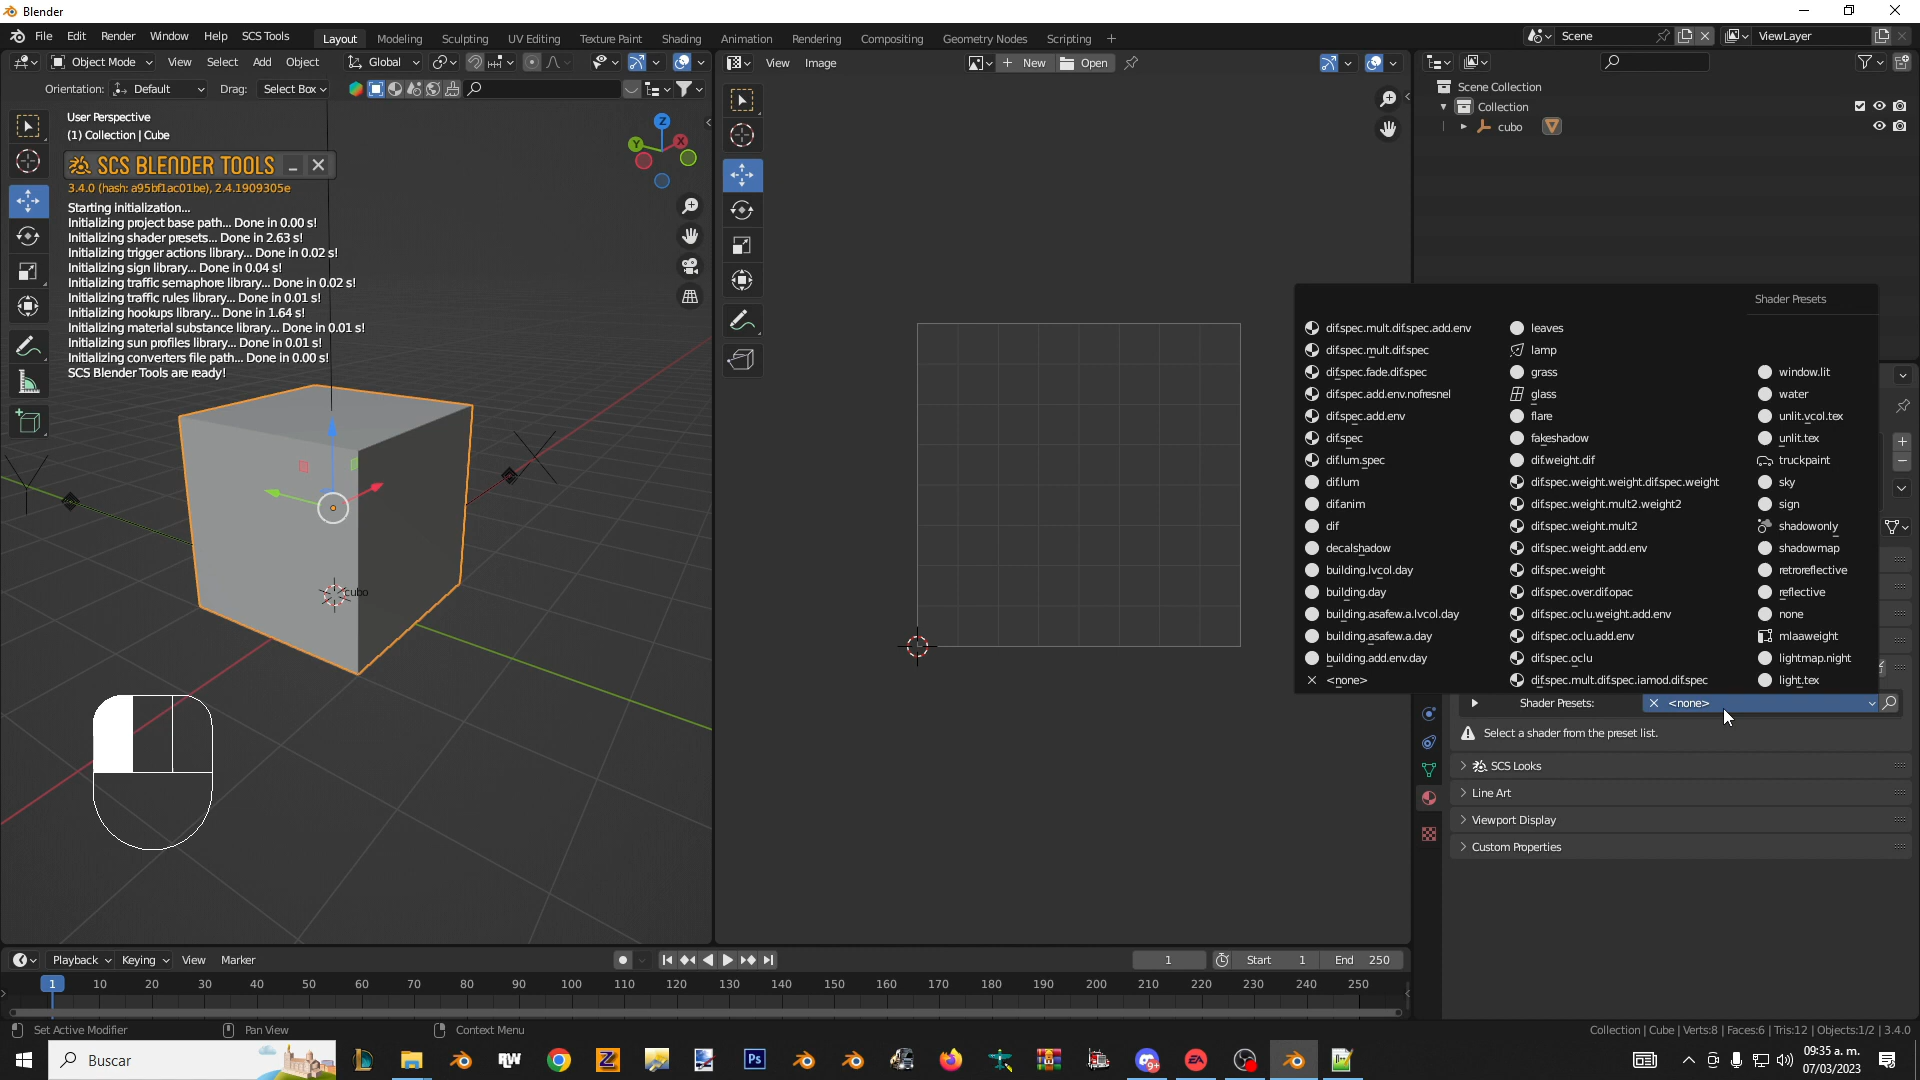 Blender
File Edit Render Window Help SCS Tools Layout Modeling Sculpting UV Editing Texture Paint Shading Animation Rendering Compositing Geometry Nodes Scripting + Scene ViewLayer
Object Mode View Select Add Object Global View Image New Open
Orientation: Default Drag: Select Box
User Perspective
(1) Collection | Cube
SCS BLENDER TOOLS
3.4.0 (hash: a95bf1ac01be), 2.4.1909305e
Starting initialization...
Initializing project base path... Done in 0.00 s!
Initializing shader presets... Done in 2.63 s!
Initializing trigger actions library... Done in 0.02 s!
Initializing sign library... Done in 0.04 s!
Initializing traffic semaphore library... Done in 0.02 s!
Initializing traffic rules library... Done in 0.01 s!
Initializing hookups library... Done in 1.64 s!
Initializing material substance library... Done in 0.01 s!
Initializing sun profiles library... Done in 0.01 s!
Initializing converters file path... Done in 0.00 s!
SCS Blender Tools are ready!
Z
Y
X
cubo
Scene Collection
Collection
cubo
Shader Presets
dif.spec.mult.dif.spec.add.env
dif.spec.mult.dif.spec
dif.spec.fade.dif.spec
dif.spec.add.env.nofresnel
dif.spec.add.env
dif.spec
dif.lum.spec
dif.lum
dif.anim
dif
decalshadow
building.lvcol.day
building.day
building.asafew.a.lvcol.day
building.asafew.a.day
building.add.env.day
<none>
leaves
lamp
grass
glass
flare
fakeshadow
dif.weight.dif
dif.spec.weight.weight.dif.spec.weight
dif.spec.weight.mult2.weight2
dif.spec.weight.mult2
dif.spec.weight.add.env
dif.spec.weight
dif.spec.over.dif.opac
dif.spec.oclu.weight.add.env
dif.spec.oclu.add.env
dif.spec.oclu
dif.spec.mult.dif.spec.iamod.dif.spec
window.lit
water
unlit.vcol.tex
unlit.tex
truckpaint
sky
sign
shadowonly
shadowmap
retroreflective
reflective
none
mlaaweight
lightmap.night
light.tex
Shader Presets: <none>
Select a shader from the preset list.
SCS Looks
Line Art
Viewport Display
Custom Properties
Playback Keying View Marker 1 Start 1 End 250
1 10 20 30 40 50 60 70 80 90 100 110 120 130 140 150 160 170 180 190 200 210 220 230 240 250
Set Active Modifier Pan View Context Menu Collection | Cube | Verts:8 | Faces:6 | Tris:12 | Objects:1/2 | 3.4.0
Buscar RW Z Ps 9+ EA
09:35 a. m.
07/03/2023